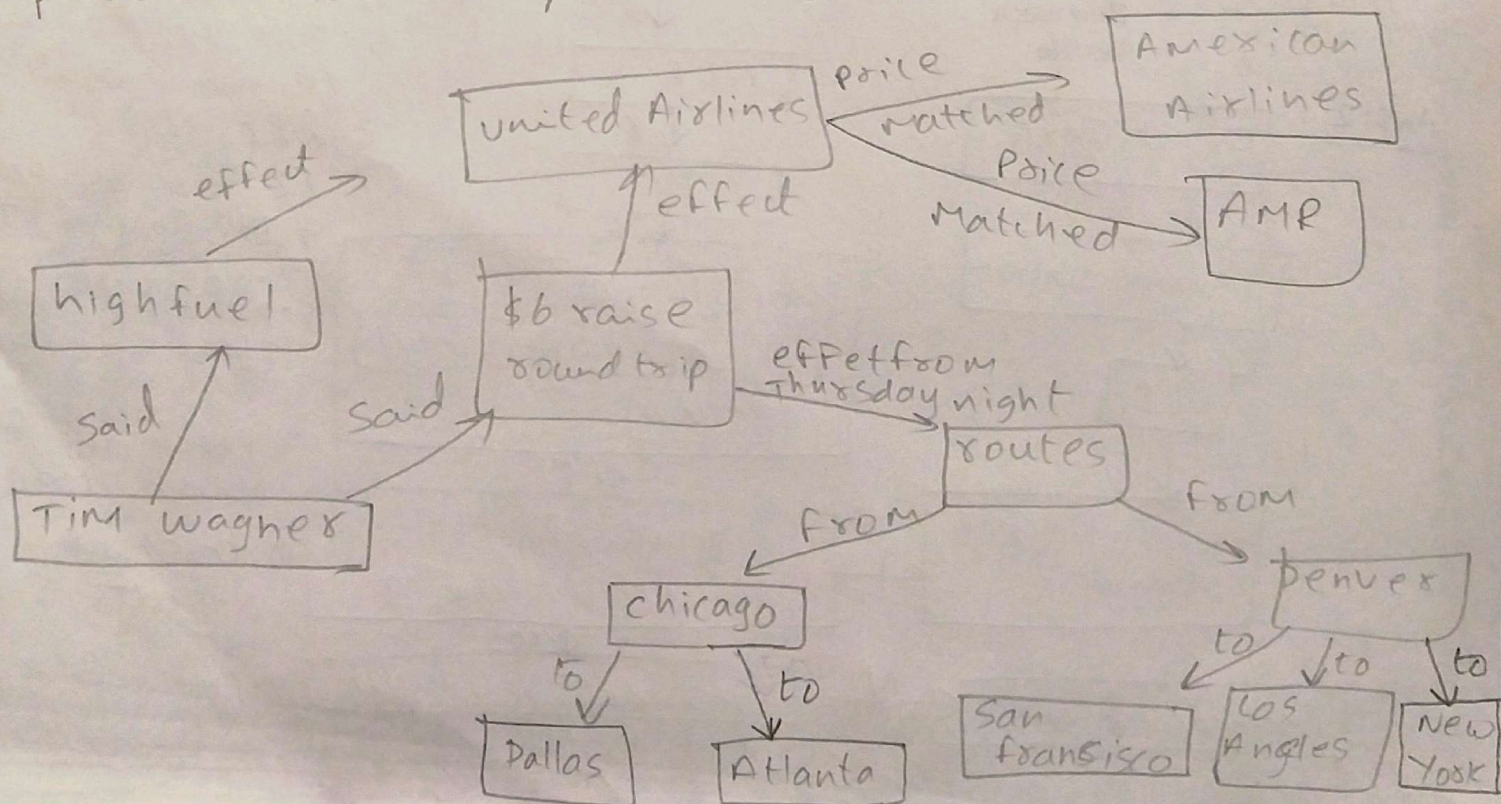 price
American
Airlines
united Airlines
Matched
effect
Price
effect
Matched
AMR
highfuel
$6 raise
round trip
effet from
Thursday night
said
said
routes
Tim wagner
from
from
chicago
Denver
to
to
to
to
to
Dallas
Atlanta
San
fransisco
Los
Angles
New
York